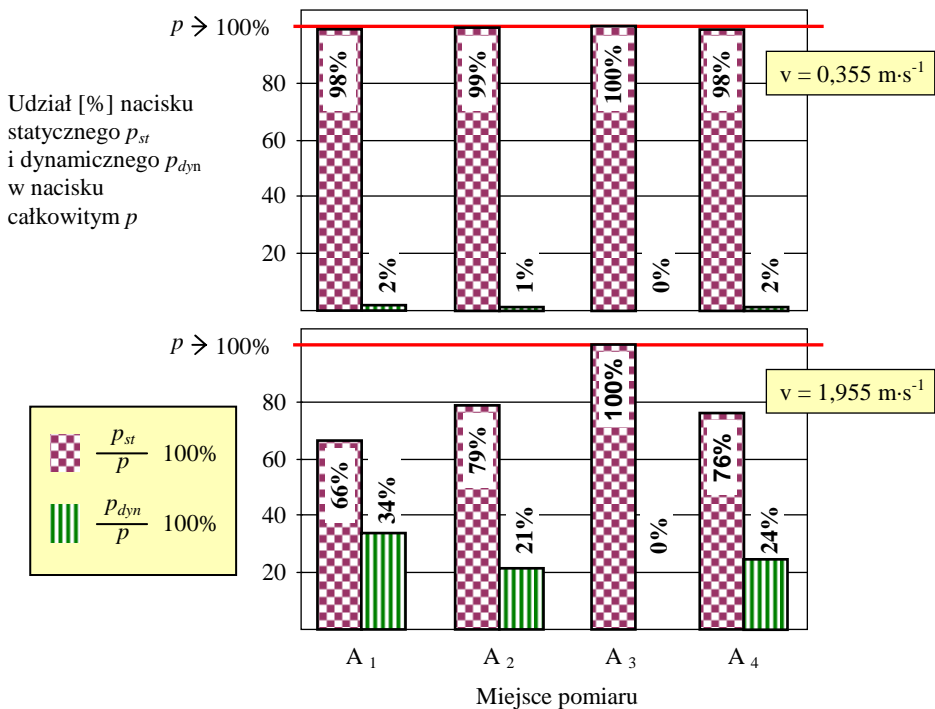 p → 100%
80
60
40
20
98%
2%
99%
1%
100%
0%
98%
2%
v = 0,355 m·s⁻¹
Udział [%] nacisku
statycznego p_st
i dynamicznego p_dyn
w nacisku
całkowitym p
p → 100%
80
60
40
20
66%
34%
79%
21%
100%
0%
76%
24%
v = 1,955 m·s⁻¹
p_st / p 100%
p_dyn / p 100%
A 1 A 2 A 3 A 4
Miejsce pomiaru